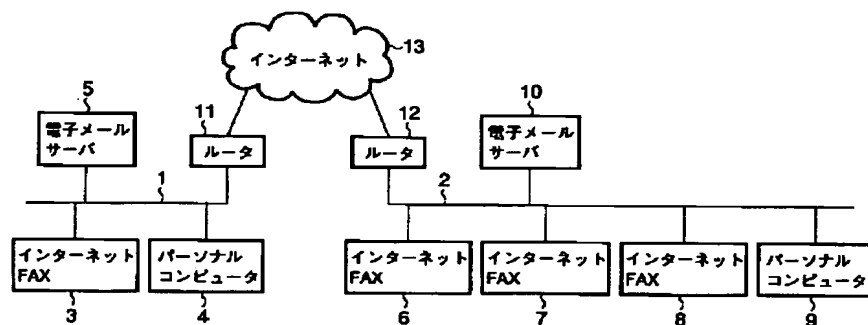 インターネット
13
5
電子メール
サーバ
11
ルータ
12
ルータ
10
電子メール
サーバ
1
2
インターネット
FAX
3
パーソナル
コンピュータ
4
インターネット
FAX
6
インターネット
FAX
7
インターネット
FAX
8
パーソナル
コンピュータ
9